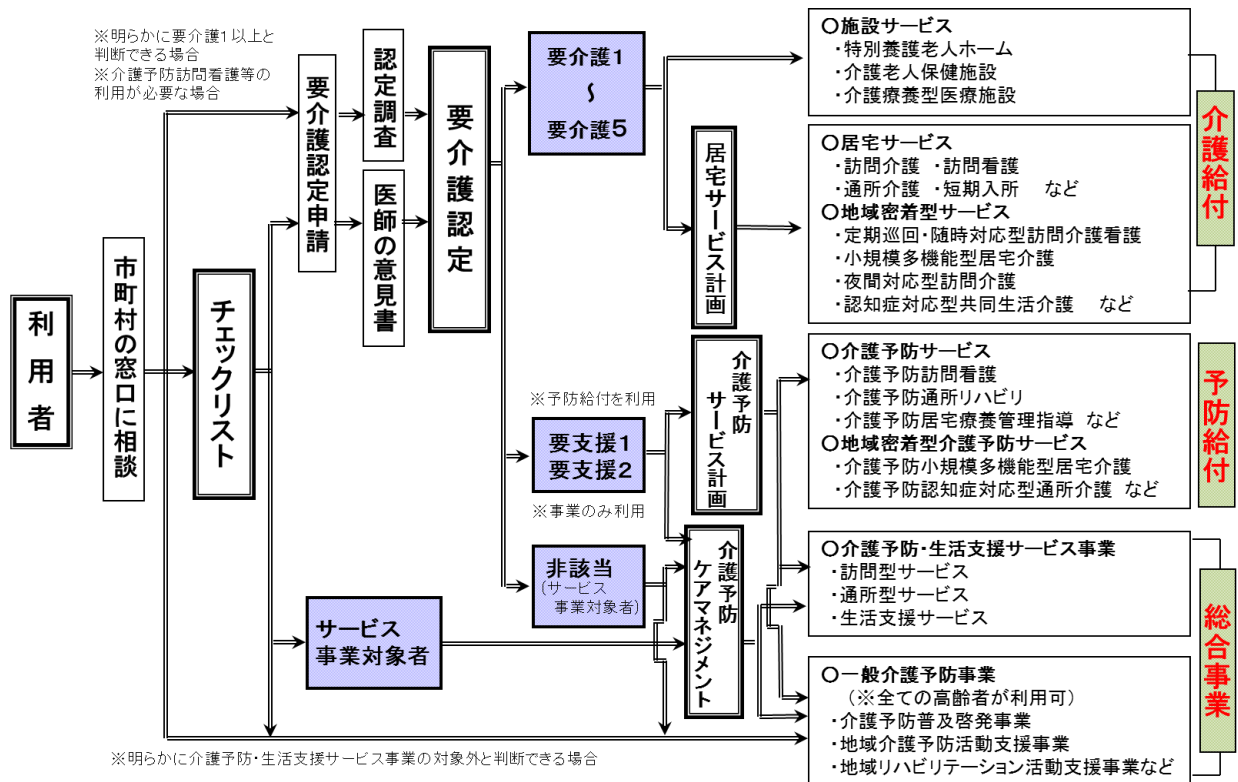 ※明らかに要介護1以上と
判断できる場合
※介護予防訪問看護等の
利用が必要な場合
利用者
市町村の窓口に相談
チェックリスト
要介護認定申請
認定調査
医師の意見書
要介護認定
要介護1
~
要介護5
※予防給付を利用
要支援1
要支援2
※事業のみ利用
非該当
(サービス
事業対象者)
サービス
事業対象者
居宅サービス計画
介護予防
サービス計画
介護予防
ケアマネジメント
〇施設サービス
・特別養護老人ホーム
・介護老人保健施設
・介護療養型医療施設
〇居宅サービス
・訪問介護 ・訪問看護
・通所介護 ・短期入所 など
〇地域密着型サービス
・定期巡回・随時対応型訪問介護看護
・小規模多機能型居宅介護
・夜間対応型訪問介護
・認知症対応型共同生活介護 など
介護給付
〇介護予防サービス
・介護予防訪問看護
・介護予防通所リハビリ
・介護予防居宅療養管理指導 など
〇地域密着型介護予防サービス
・介護予防小規模多機能型居宅介護
・介護予防認知症対応型通所介護 など
予防給付
〇介護予防・生活支援サービス事業
・訪問型サービス
・通所型サービス
・生活支援サービス
〇一般介護予防事業
(※全ての高齢者が利用可)
・介護予防普及啓発事業
・地域介護予防活動支援事業
・地域リハビリテーション活動支援事業など
総合事業
※明らかに介護予防・生活支援サービス事業の対象外と判断できる場合